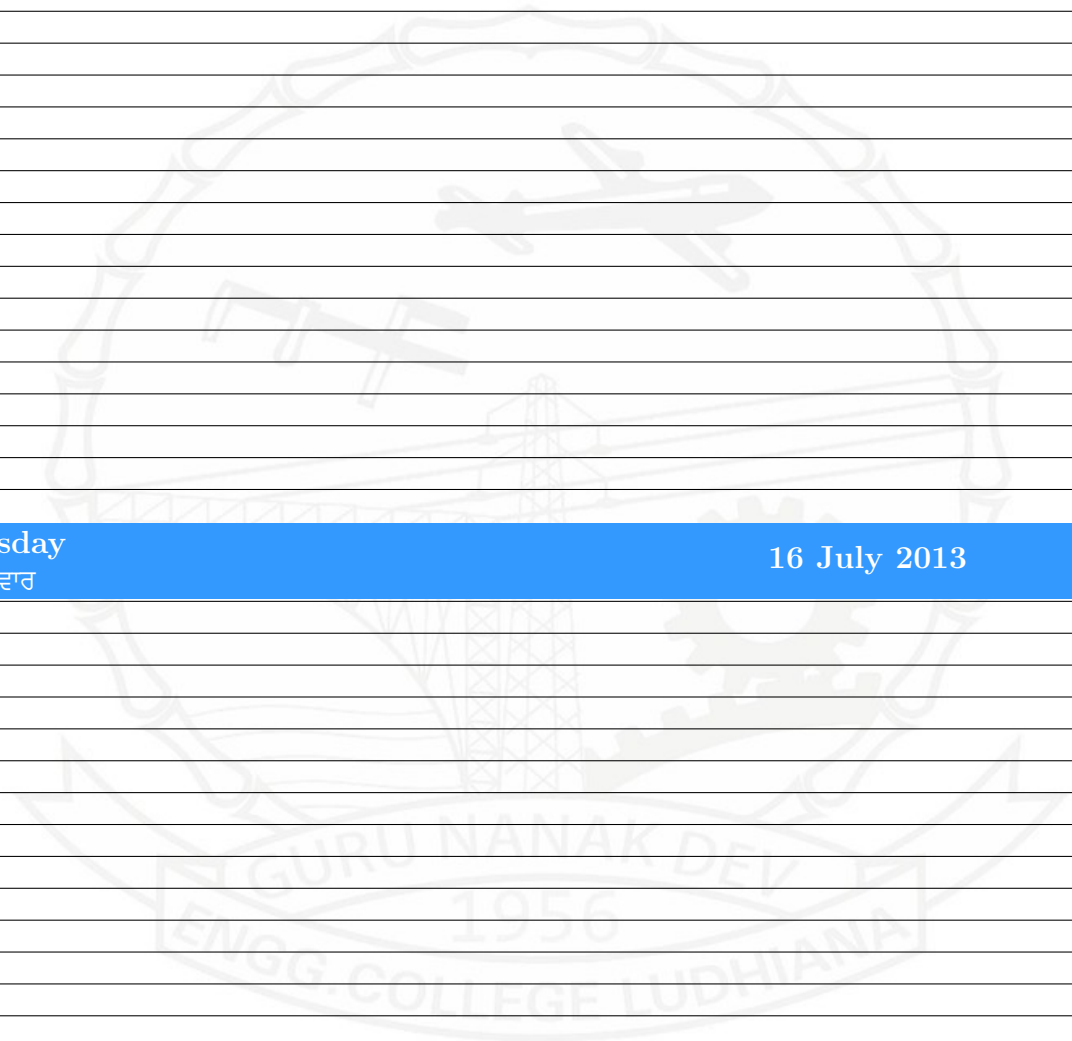 sday
ਵਾਰ
16 July 2013
GURU NANAK DEV
1956
ENGG. COLLEGE LUDHIANA